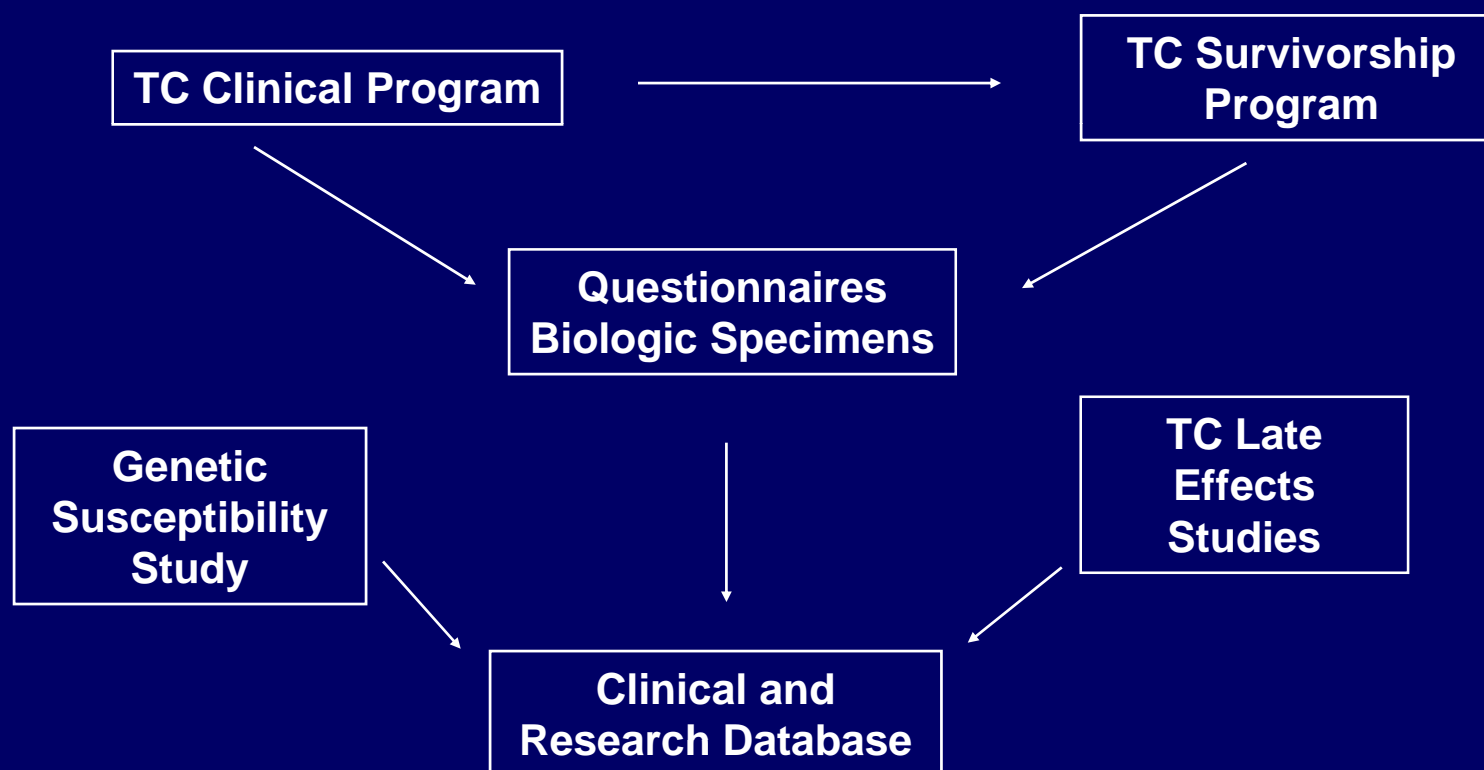 TC Clinical Program
TC Survivorship
Program
Questionnaires
Biologic Specimens
Genetic
Susceptibility
Study
TC Late
Effects
Studies
Clinical and
Research Database